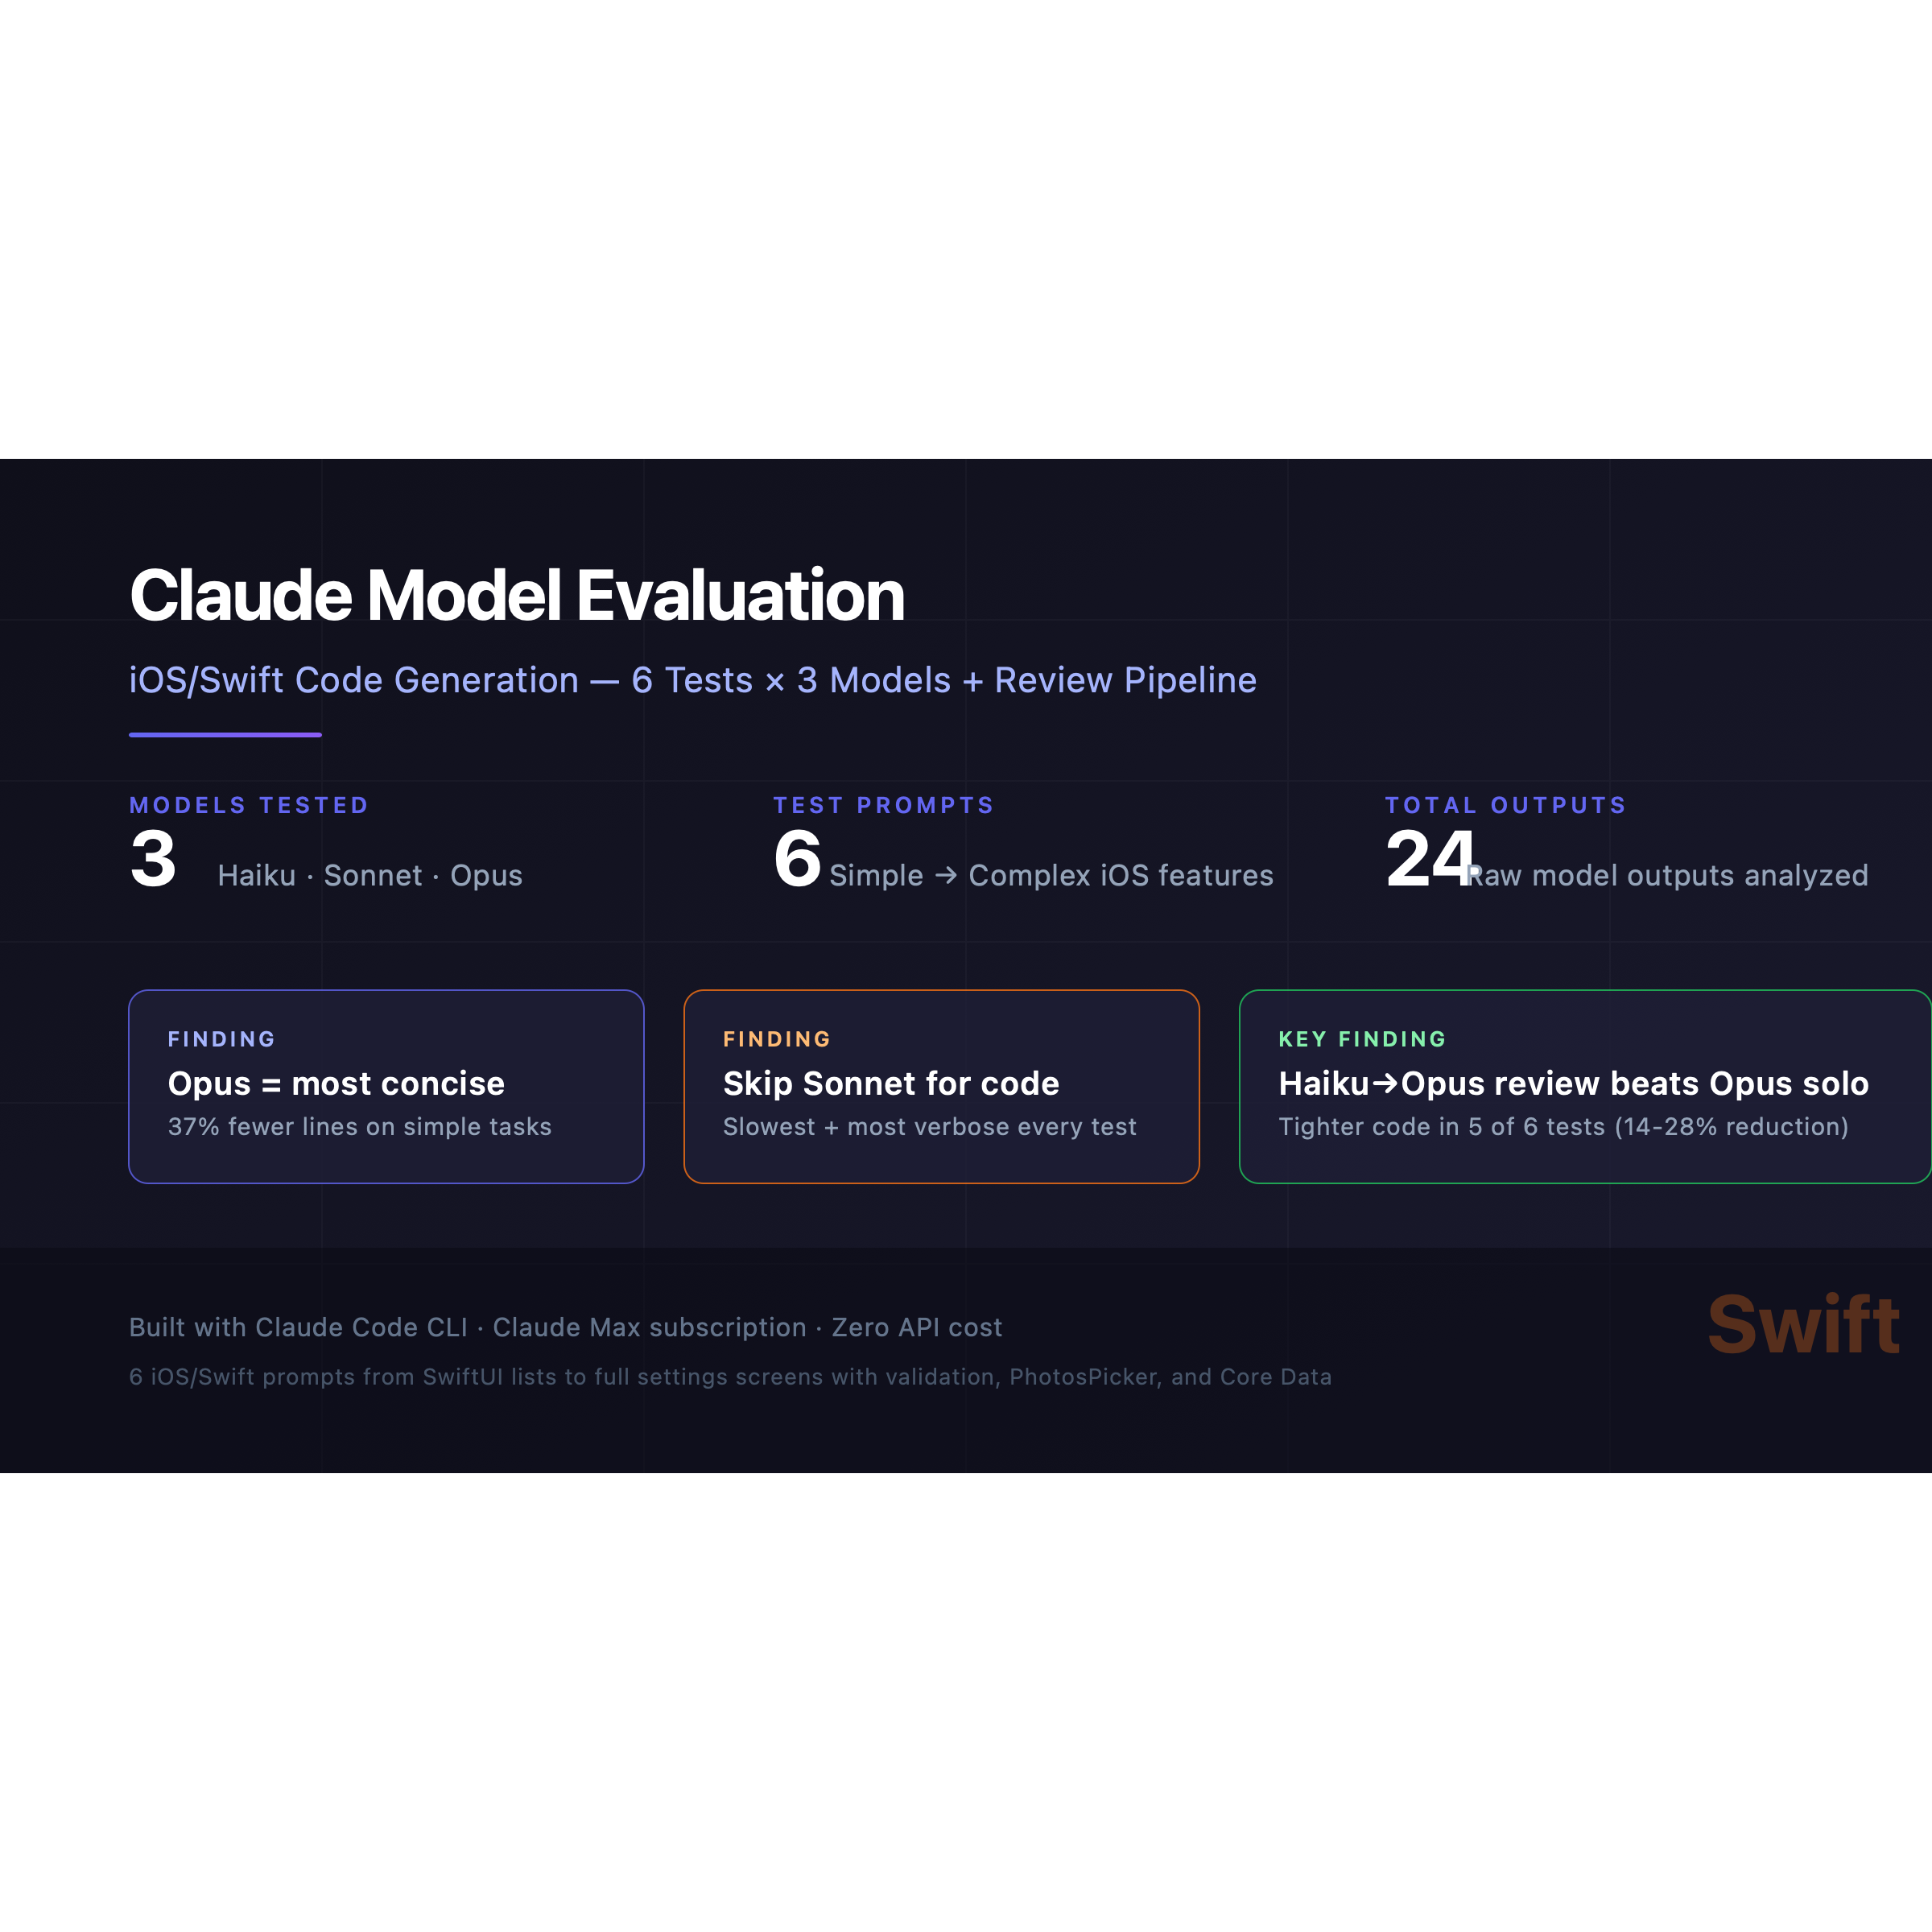 Claude Model Evaluation
iOS/Swift Code Generation — 6 Tests × 3 Models + Review Pipeline
MODELS TESTED
3 Haiku · Sonnet · Opus
TEST PROMPTS
6 Simple → Complex iOS features
TOTAL OUTPUTS
24 Raw model outputs analyzed
FINDING
Opus = most concise
37% fewer lines on simple tasks
FINDING
Skip Sonnet for code
Slowest + most verbose every test
KEY FINDING
Haiku→Opus review beats Opus solo
Tighter code in 5 of 6 tests (14-28% reduction)
Built with Claude Code CLI · Claude Max subscription · Zero API cost
6 iOS/Swift prompts from SwiftUI lists to full settings screens with validation, PhotosPicker, and Core Data
Swift